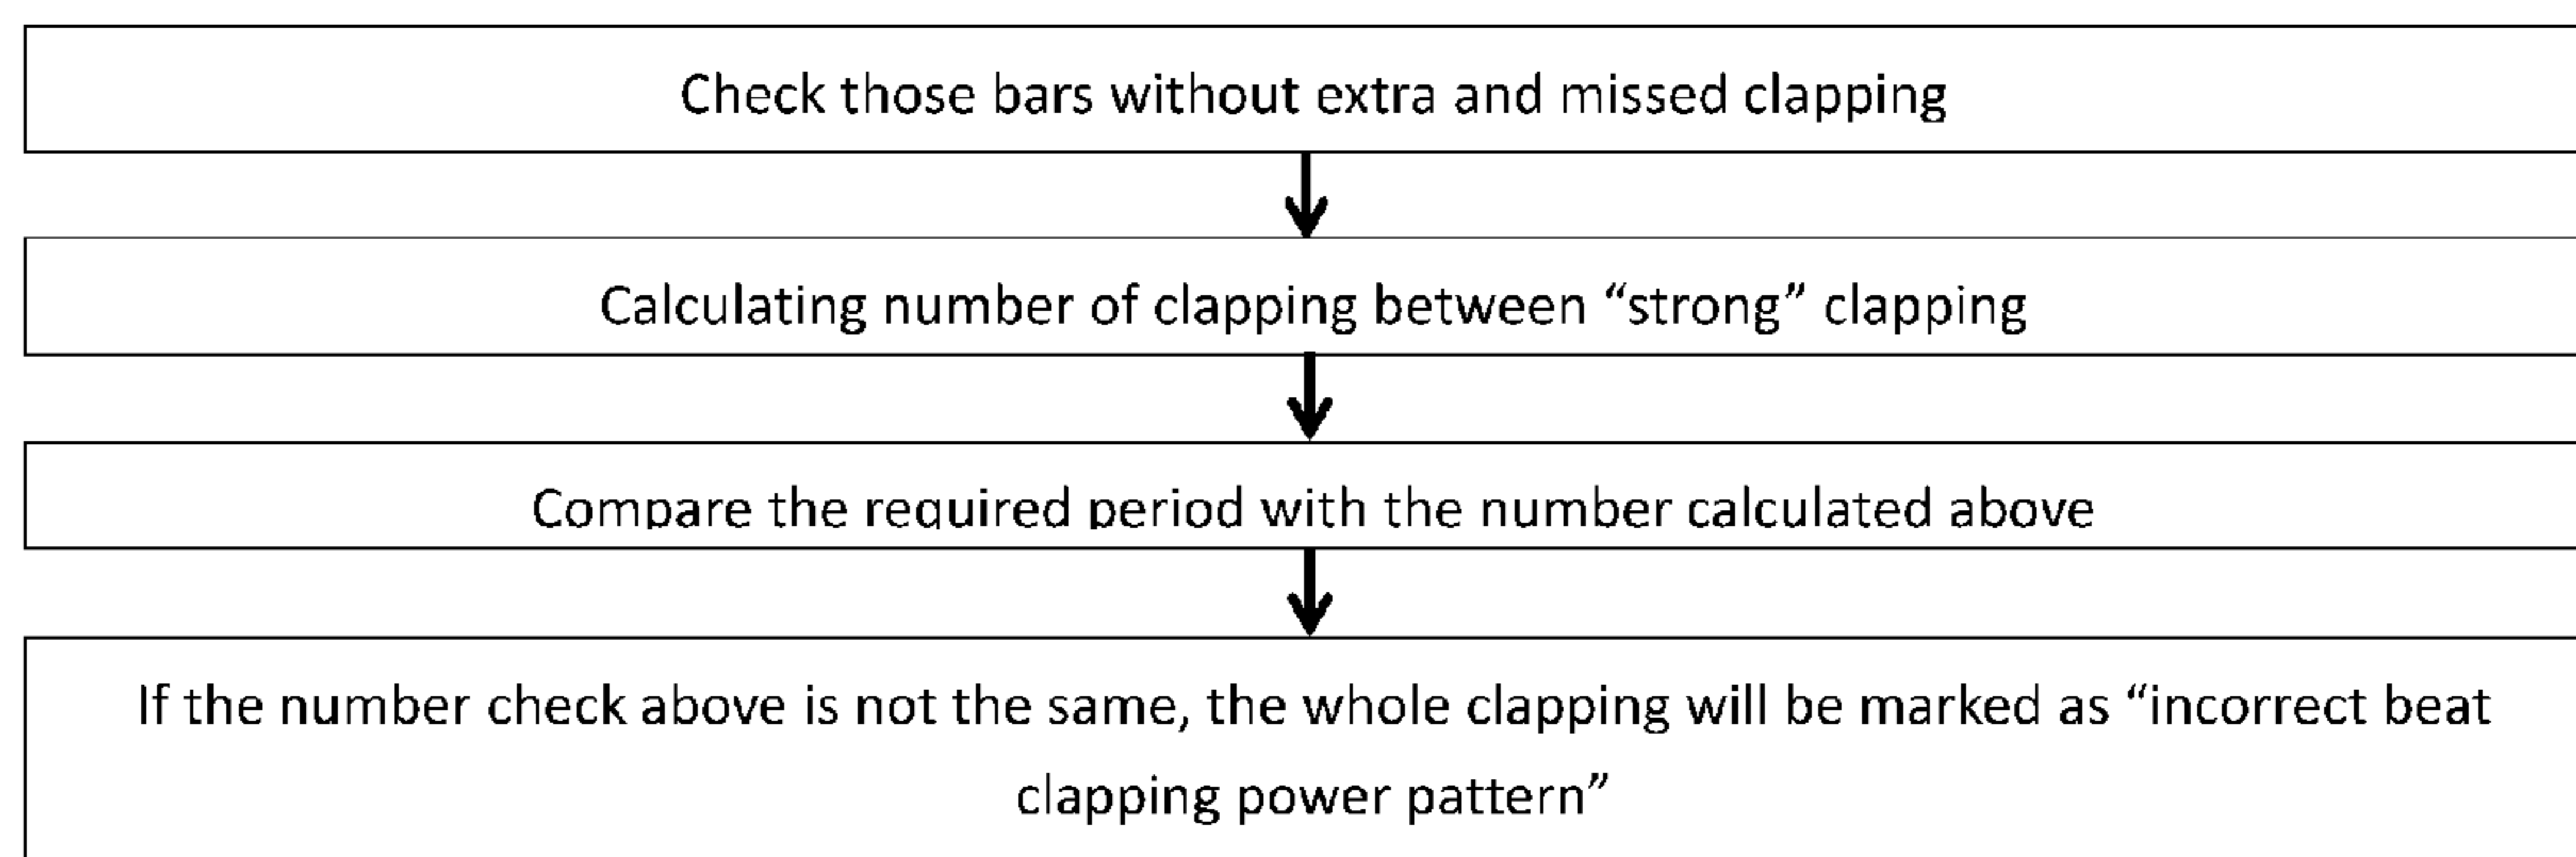 Check those bars without extra and missed clapping
Calculating number of clapping between “strong” clapping
Compare the required period with the number calculated above
If the number check above is not the same, the whole clapping will be marked as “incorrect beat
clapping power pattern”